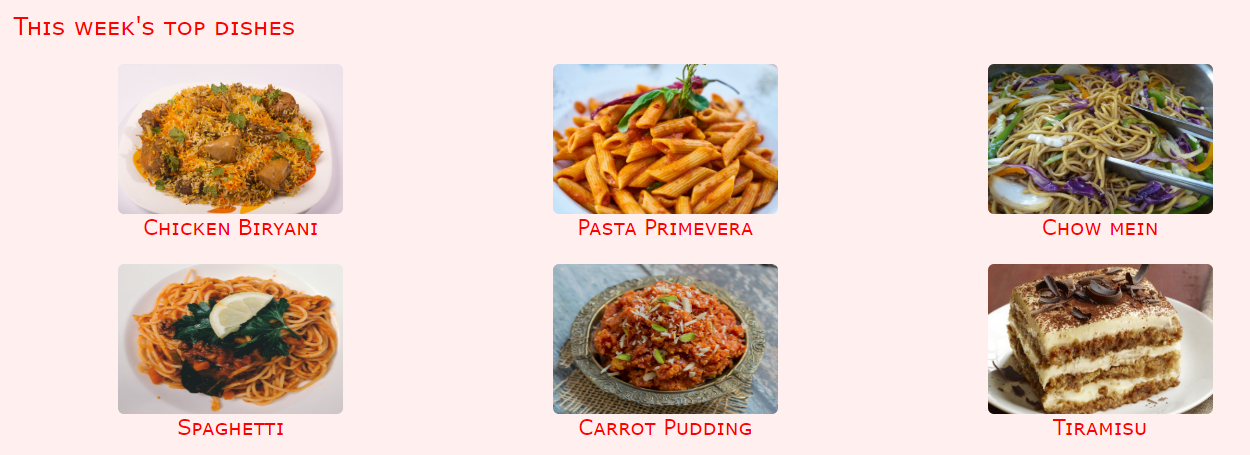 This week's top dishes
Chicken Biryani
Pasta Primevera
Chow mein
Spaghetti
Carrot Pudding
Tiramisu